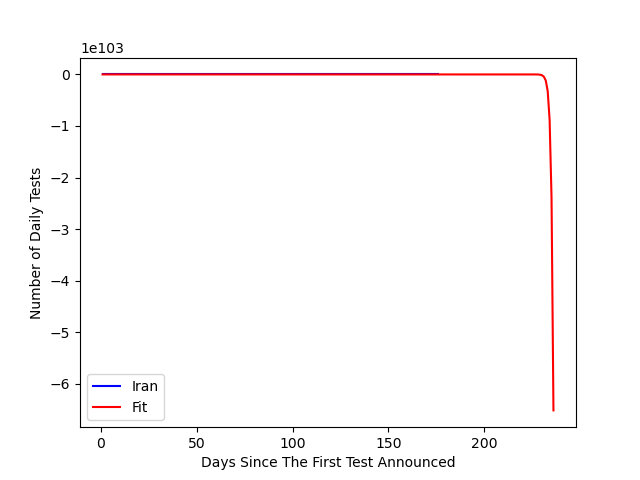 1e103
0
−1
−2
−3
−4
−5
−6
Number of Daily Tests
Iran
Fit
0 50 100 150 200
Days Since The First Test Announced